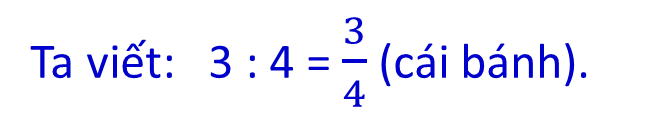 Ta viết: 3 : 4 = 3/4 (cái bánh).